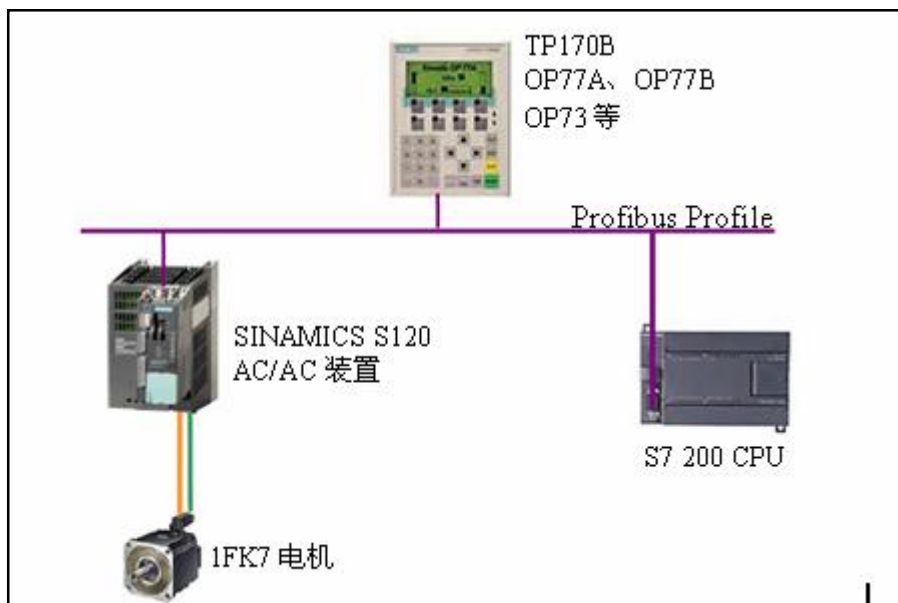 TP170B
OP77A、OP77B
OP73 等
Profibus Profile
SINAMICS S120
AC/AC 装置
S7 200 CPU
1FK7 电机